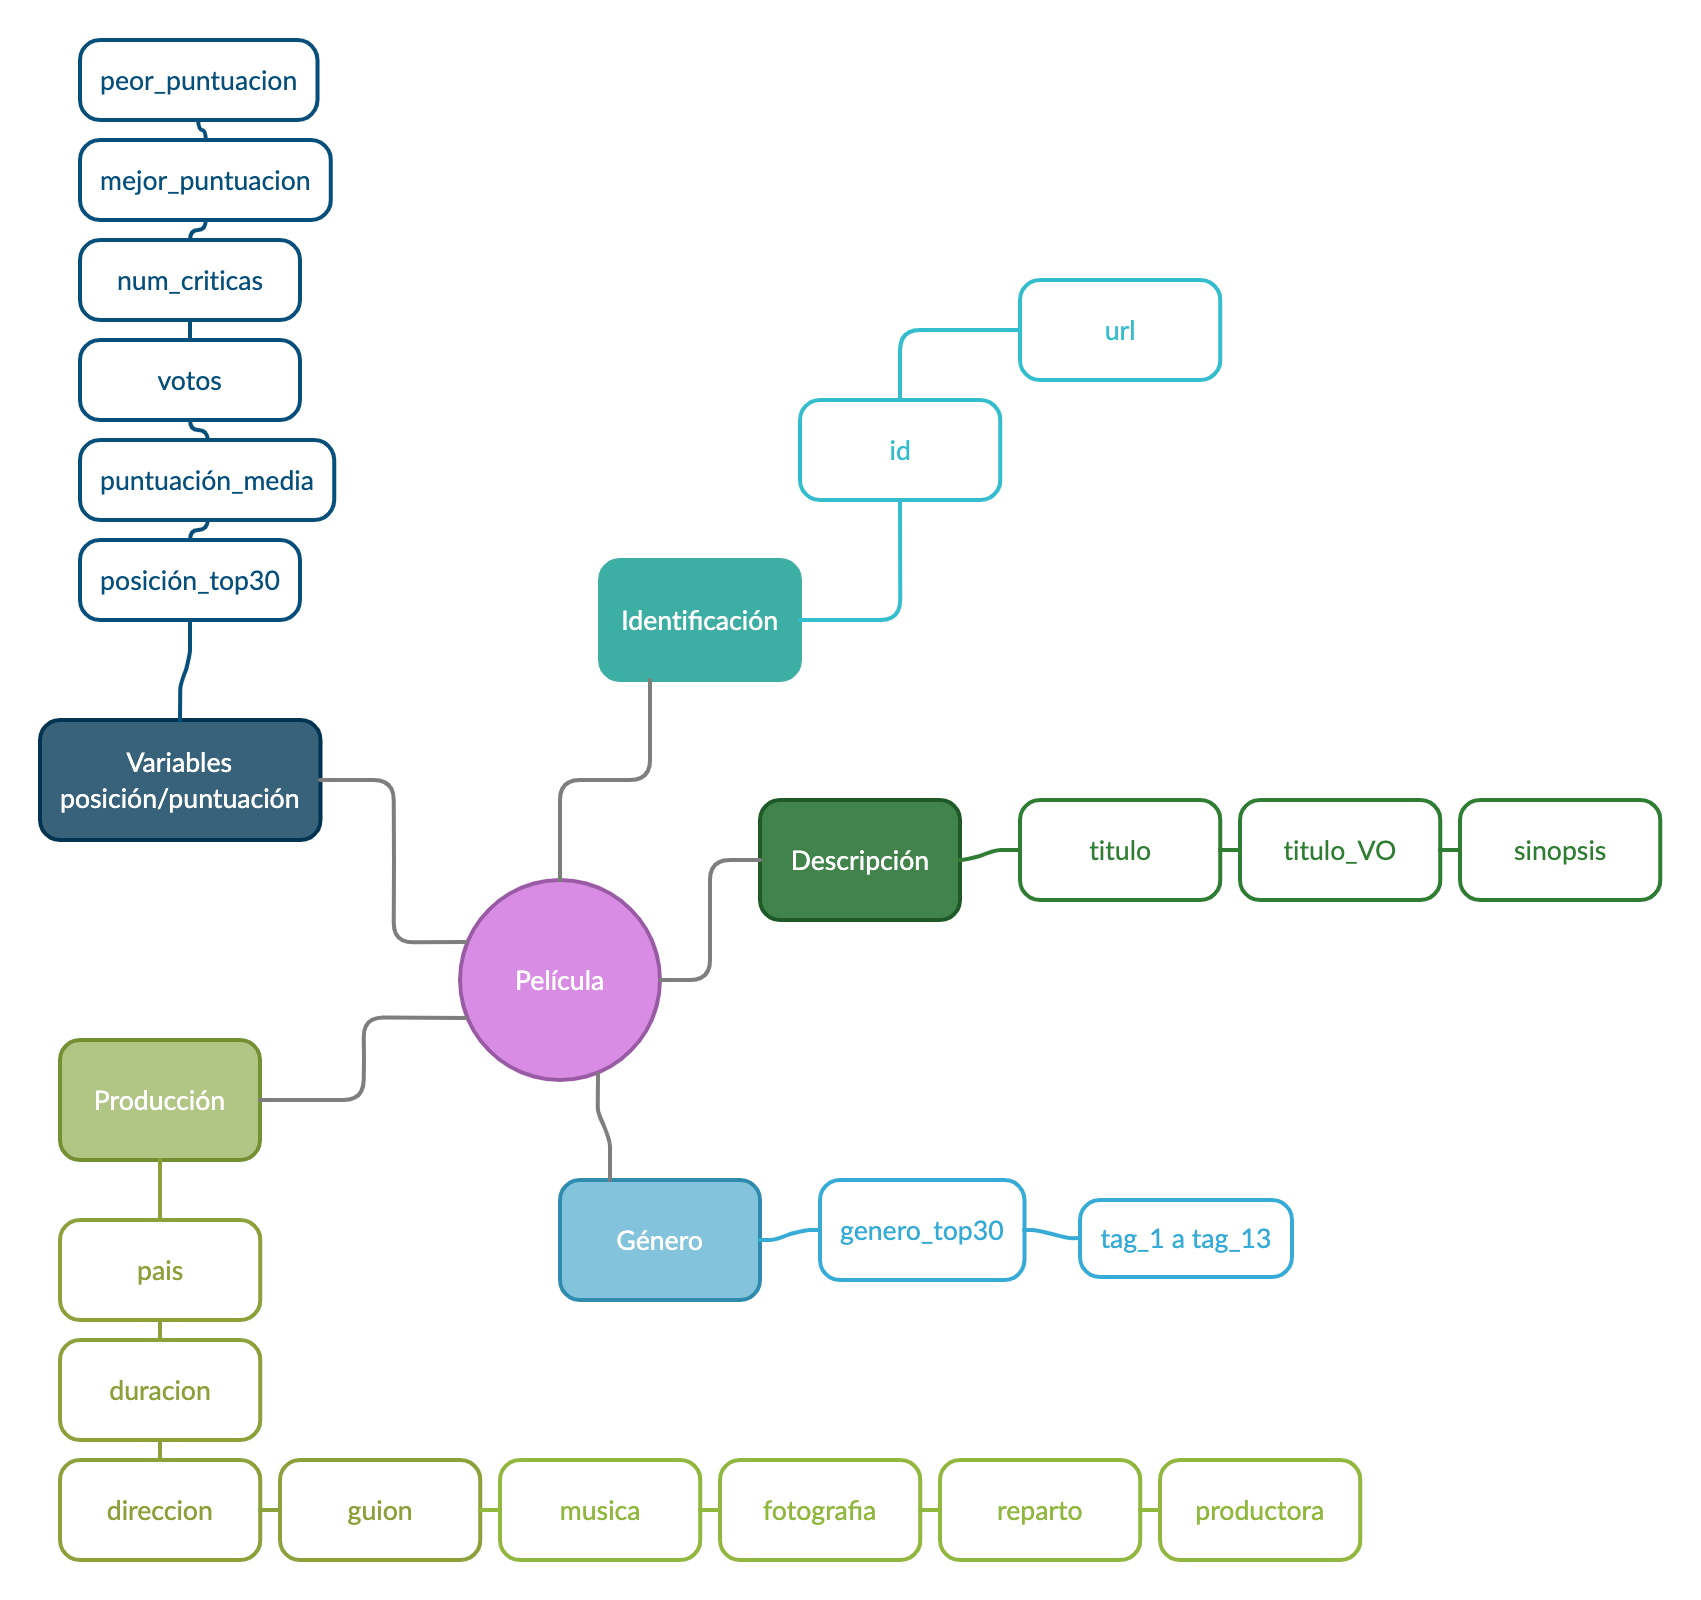 peor_puntuacion
mejor_puntuacion
num_criticas
votos
puntuación_media
posición_top30
Variables
posición/puntuación
url
id
Identificación
Descripción
titulo
titulo_VO
sinopsis
Película
Producción
pais
duracion
direccion
guion
musica
fotografia
reparto
productora
Género
genero_top30
tag_1 a tag_13